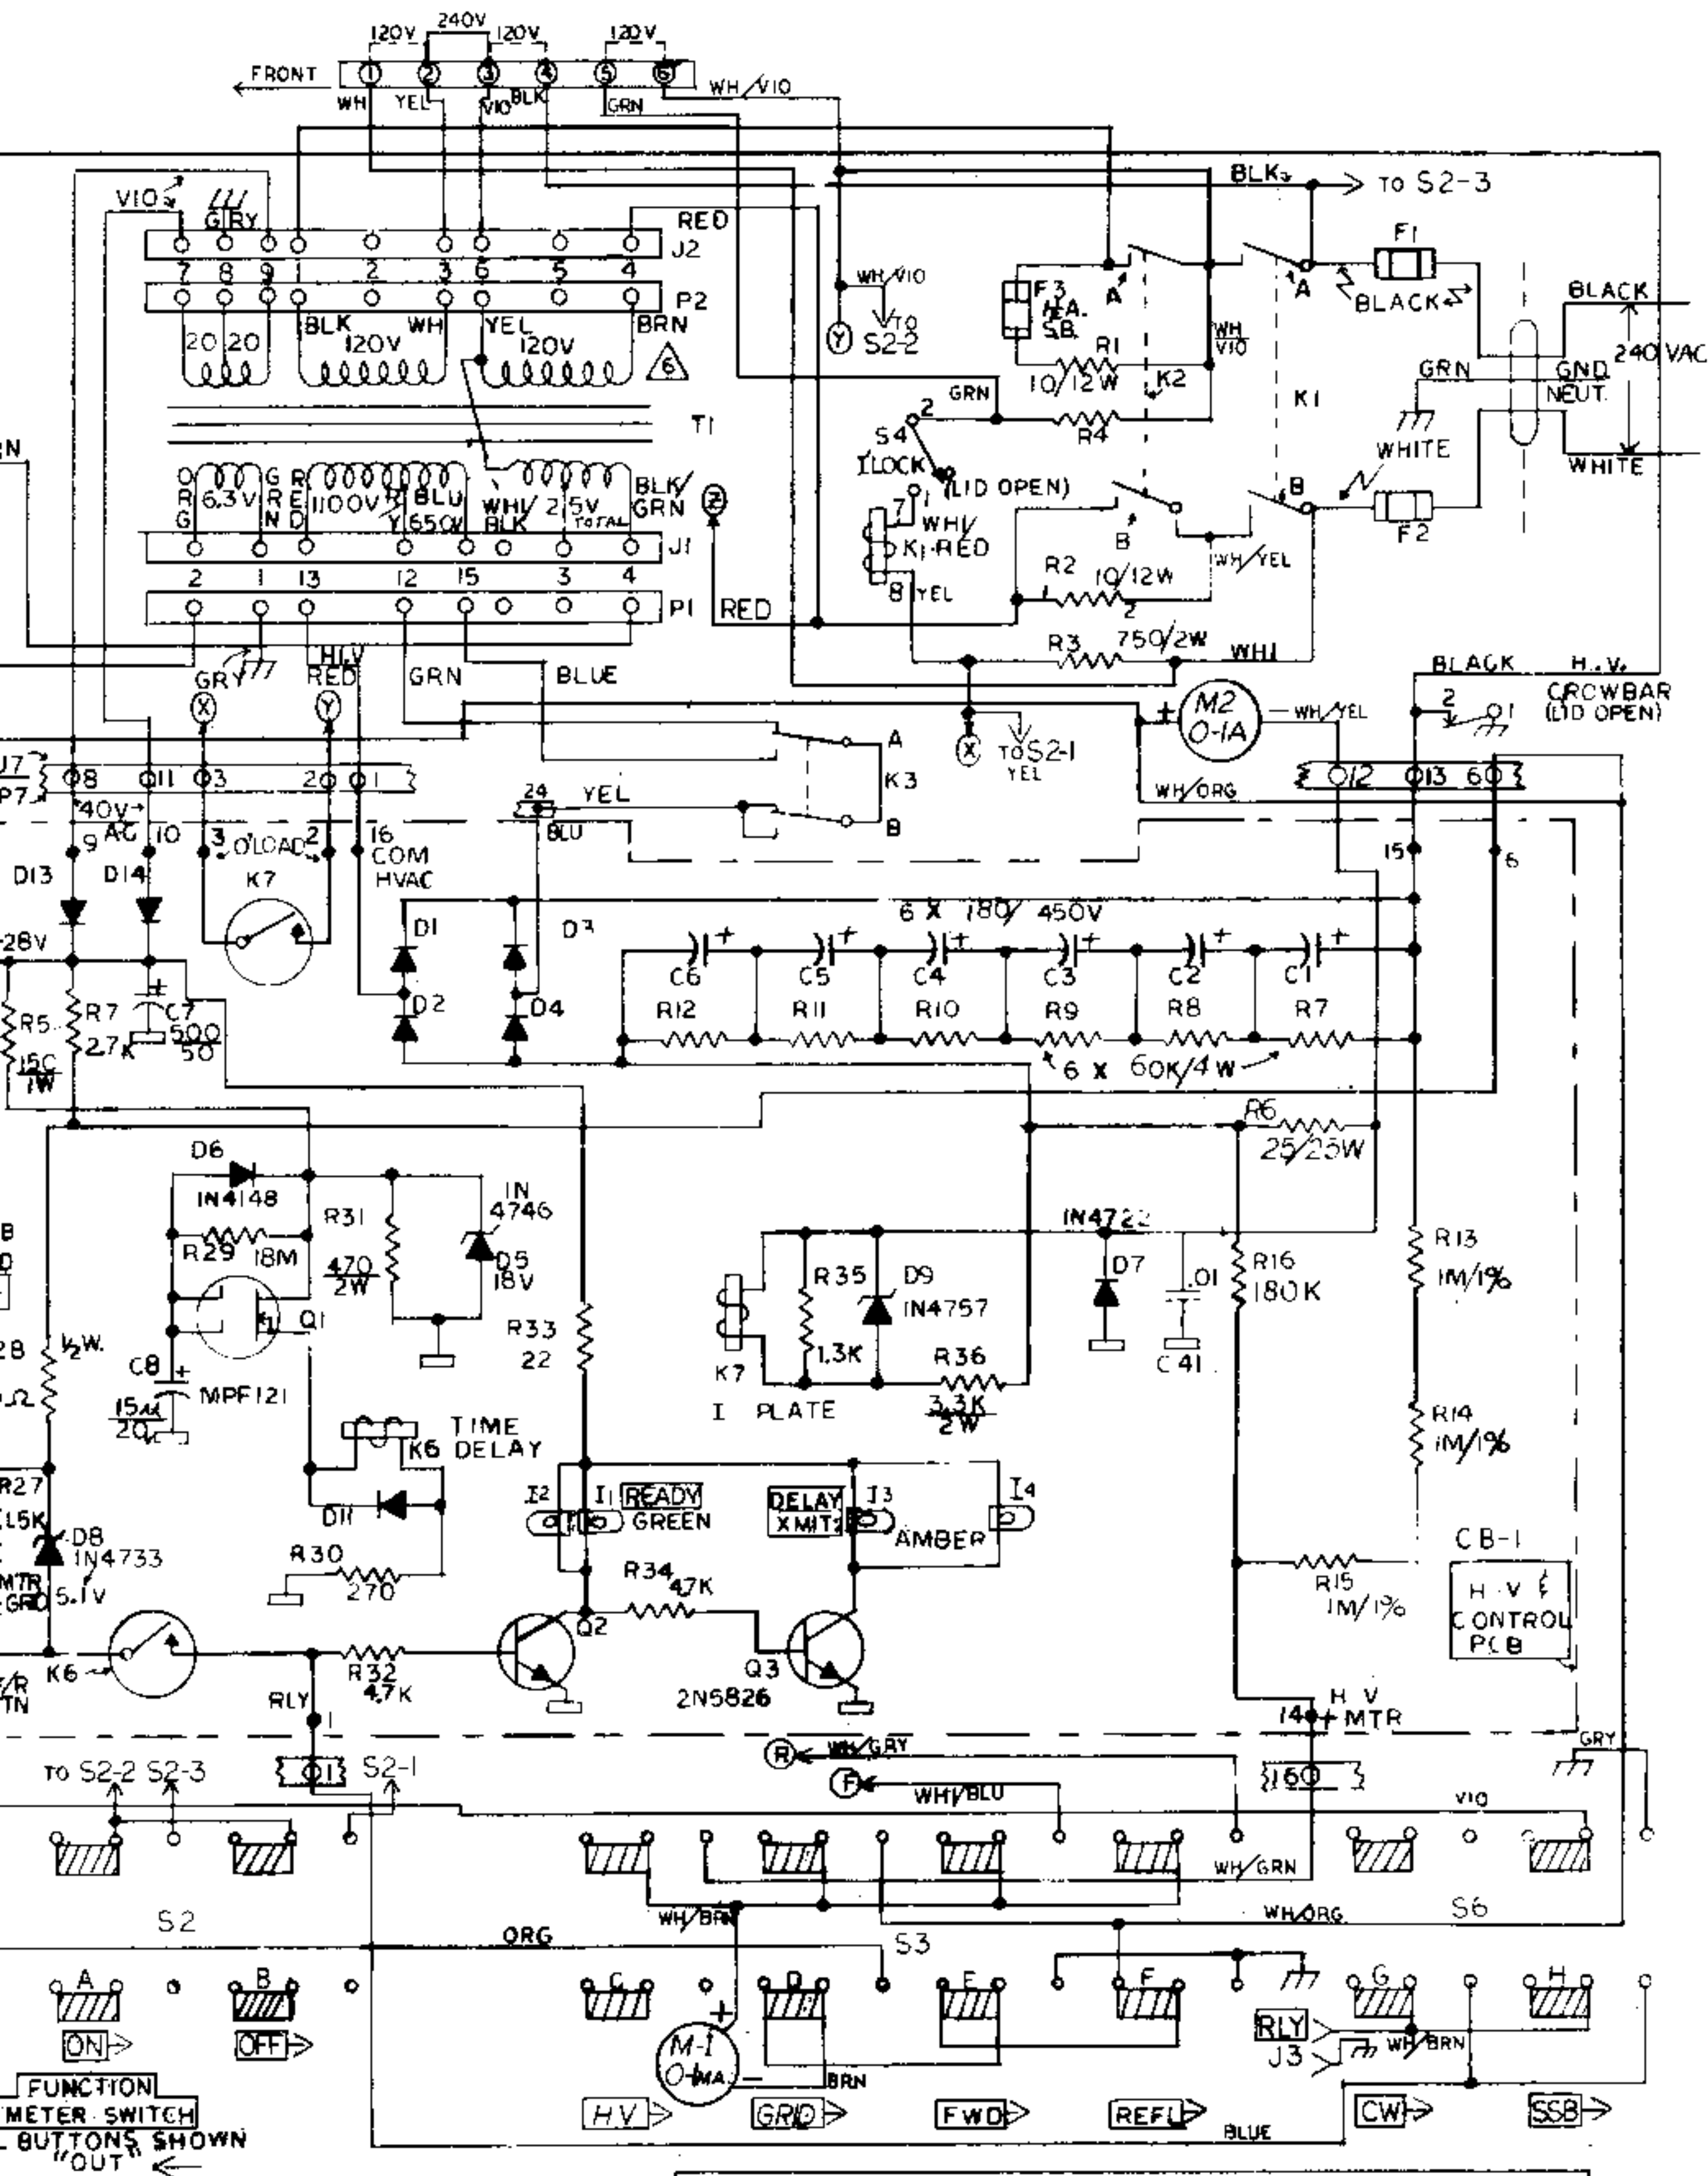 240V
120V 120V 120V
FRONT
1 2 3 4 5 6
WH YEL VIO BLK GRN WH/VIO
BLK TO S2-3
VIO GRY RED
J2
7 8 9 2 3 6 5 4
P2
BLK WH YEL BRN
20 20 120V 120V 6
WH/VIO
Y TO S2-2
F3
S.B.
A
R1
10/12W
K2
WH VIO
F1
A
BLACK
BLACK
240 VAC
GRN GND
NEUT.
K1
T1
GRN
2
S4
R4
I'LOCK
(LID OPEN)
WHITE
WHITE
ORG 6.3V GRN RED 1100V BLU
650V
WHI/
BLK
2.5V
TOTAL
BLK/
GRN
Z
7
WHI/
RED
K1
8 YEL
B
B
F2
WH/YEL
J1
2 1 13 12 15 3 4
P1 RED
R2 10/12W
2
R3 750/2W WHI
GRY RED GRN BLUE
BLACK H.V.
CROWBAR
(LID OPEN)
2 1
X Y
M2
0-1A
+ − WH/YEL
X TO S2-1
YEL
A
K3
B
J7
P7
8 11 3 2 1
12 13 6
WH/ORG
24 YEL
BLU
40V
AC
9 10 3 O'LOAD 2 16
COM
HVAC
K7
15 6
D13 D14
-28V
D1 D3
D2 D4
6 X 180/ 450V
C6 C5 C4 C3 C2 C1
R12 R11 R10 R9 R8 R7
6 X 60K/4W
R5
1W
R7
2.7K
C7
500
50
R6
25/25W
D6
1N4148
R29 18M
R31
470
2W
1N
4746
D5
18V
Q1
MPF121
C8
15µ
20
½W.
R33
22
K7
I PLATE
R35
1.3K
D9
1N4757
R36
3.3K
2W
D7
.01
C41
R16
180K
R13
1M/1%
R14
1M/1%
R15
1M/1%
K6 TIME
DELAY
D11
R30
270
R27
1.5K
D8
1N4733
5.1V
MTR
I2 I1 READY
GREEN
DELAY
XMIT
I3
AMBER
I4
CB-1
H V &
CONTROL
PCB
R34
47K
Q2
Q3
2N5826
K6
R32
4.7K
RLY
1
14 + H V
MTR
TO S2-2 S2-3 1 S2-1
R WH/GRY
F WHI/BLU
16
GRY
VIO
WH/GRN
WH/BRN
WH/ORG
S2 ORG S3 S6
A B C D E F G H
ON OFF
M-1
+ −
BRN
RLY
J3
WH/BRN
FUNCTION
METER SWITCH
BUTTONS SHOWN
"OUT"
HV GRD FWD REFL CW SSB
BLUE